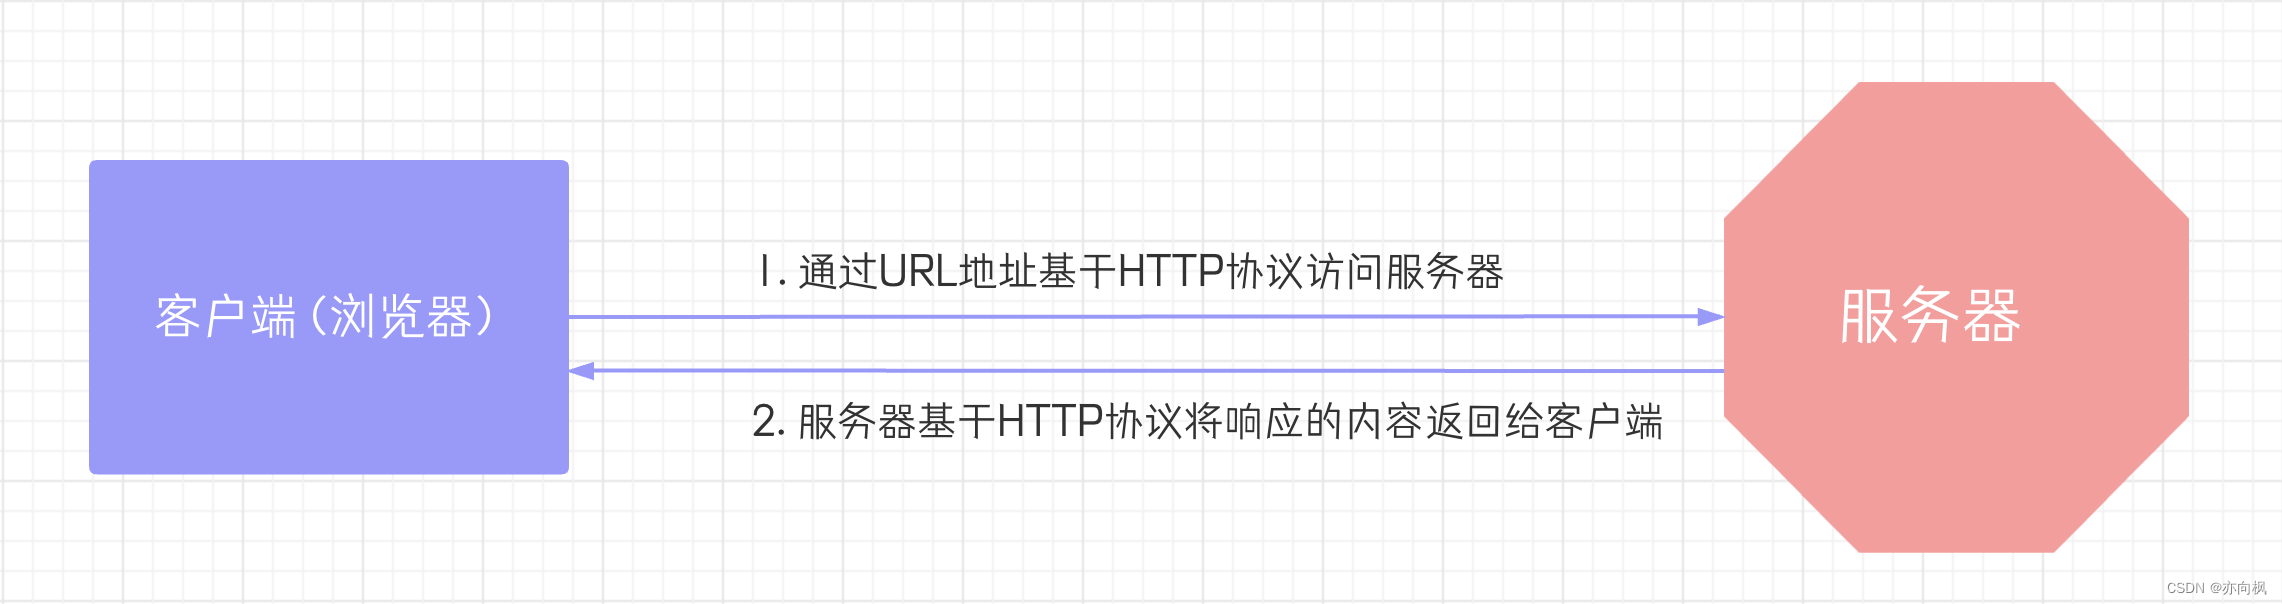 1. 通过URL地址基于HTTP协议访问服务器
客户端(浏览器)
服务器
2. 服务器基于HTTP协议将响应的内容返回给客户端
CSDN @亦向枫